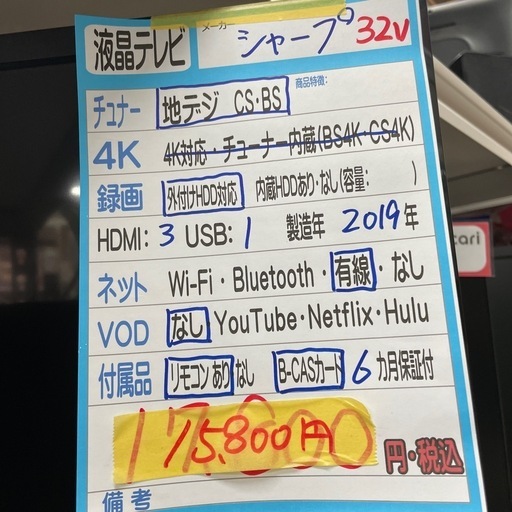 液晶テレビ メーカー シャープ 32v
チュナー 地デジ CS・BS 商品特徴:
4K 4K対応・チューナー内蔵(BS4K・CS4K)
録画 外付けHDD対応 内蔵HDDあり・なし(容量: )
HDMI: 3 USB: 1 製造年 2019年
ネット Wi-Fi・Bluetooth・有線・なし
VOD なし YouTube・Netflix・Hulu
付属品 リモコンあり なし B-CASカード 6カ月保証付
15,800円 円・税込
備考
cari